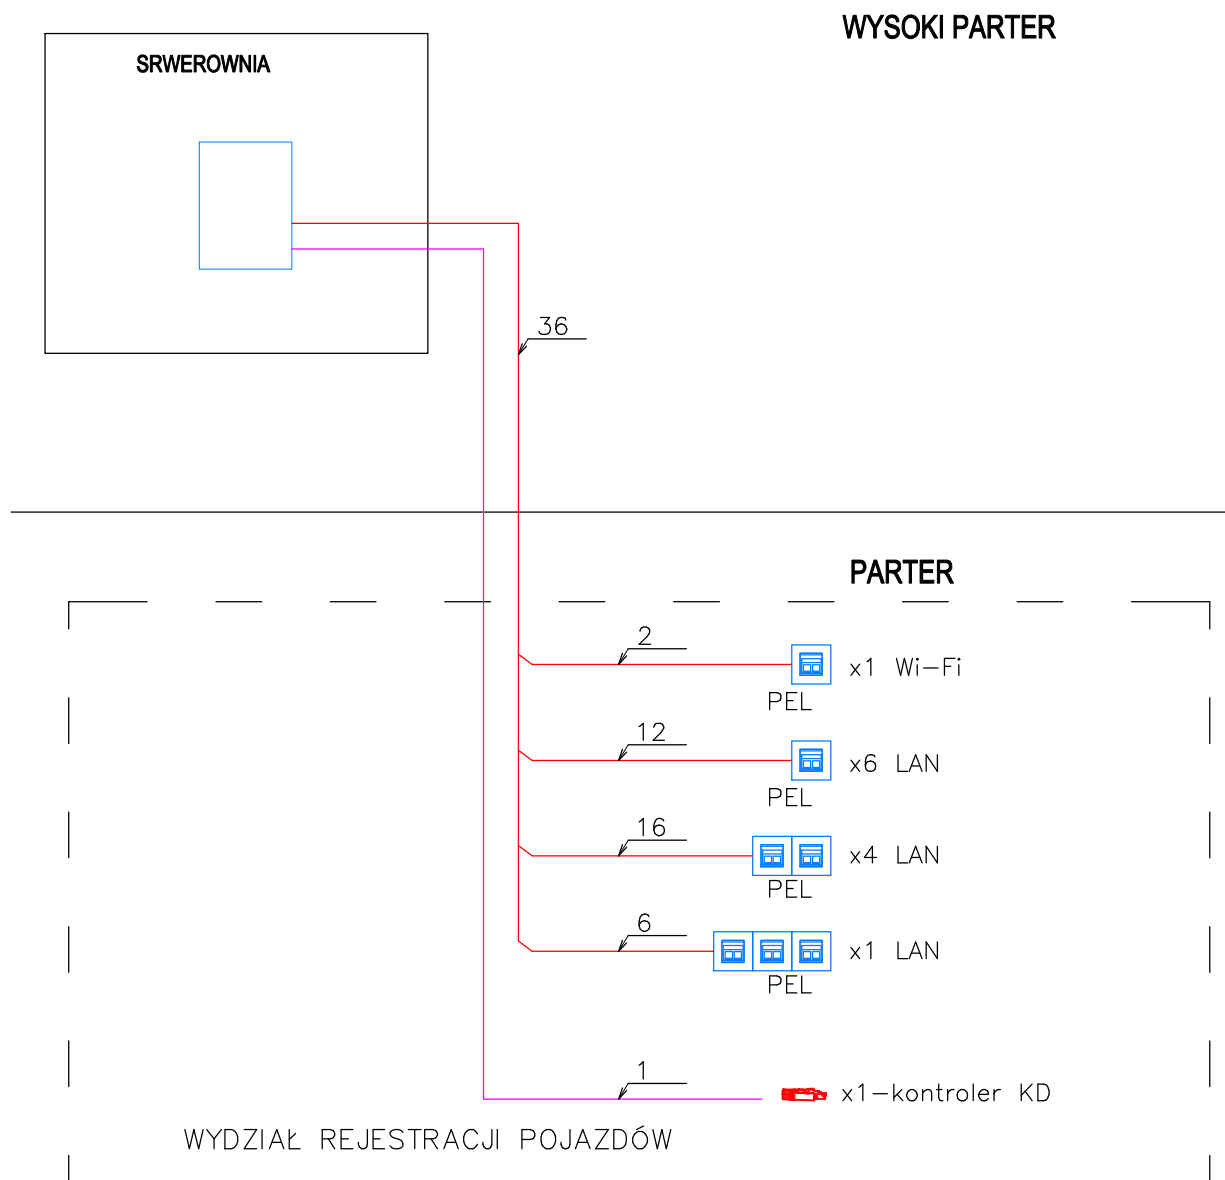 WYSOKI PARTER
SRWEROWNIA
36
PARTER
2
x1 Wi-Fi
PEL
12
x6 LAN
PEL
16
x4 LAN
PEL
6
x1 LAN
PEL
1
x1-kontroler KD
WYDZIAŁ REJESTRACJI POJAZDÓW